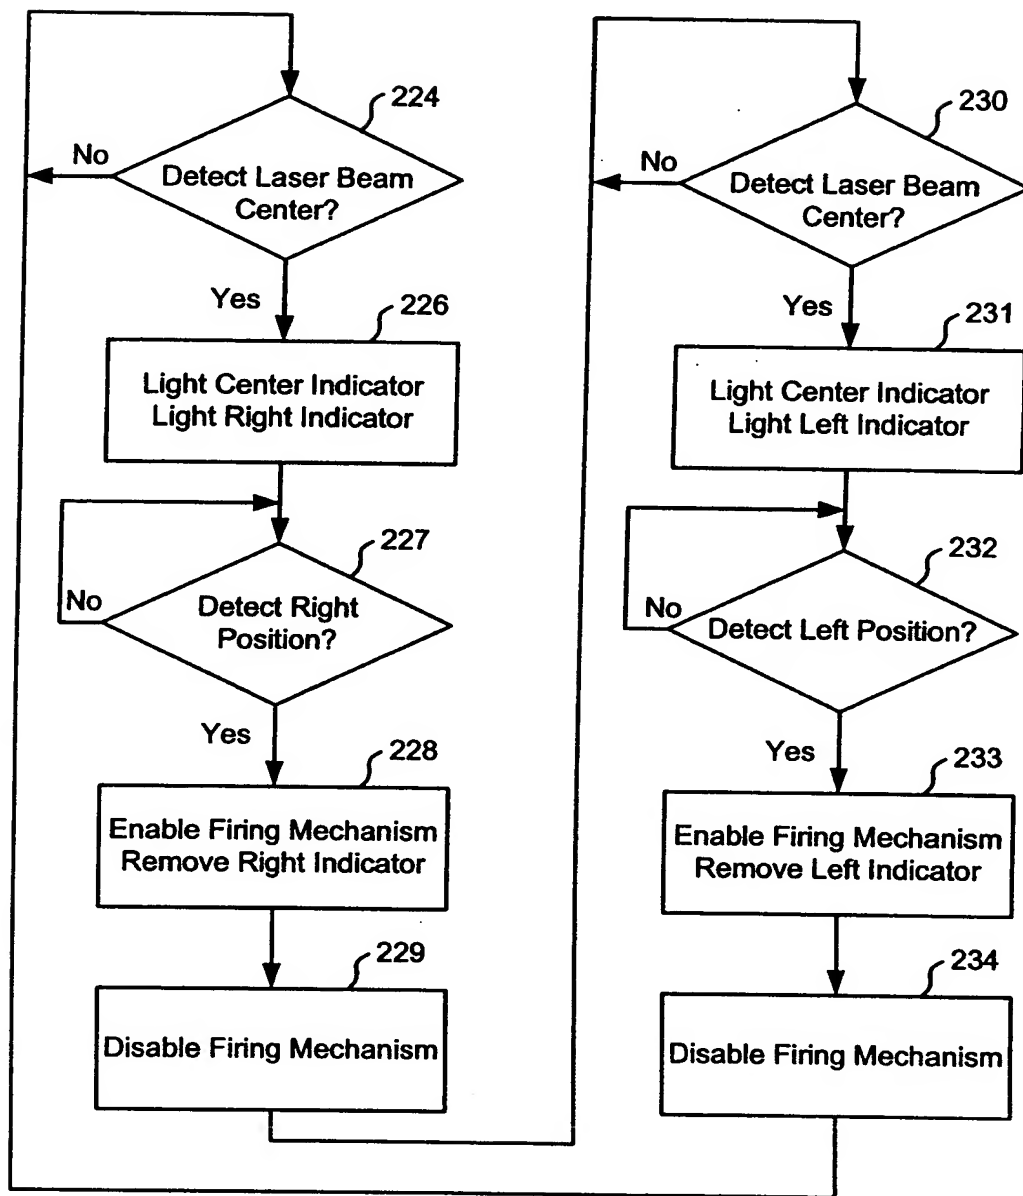 224
No
Detect Laser Beam
Center?
Yes
226
Light Center Indicator
Light Right Indicator
227
No
Detect Right
Position?
Yes
228
Enable Firing Mechanism
Remove Right Indicator
229
Disable Firing Mechanism
230
No
Detect Laser Beam
Center?
Yes
231
Light Center Indicator
Light Left Indicator
232
No
Detect Left Position?
Yes
233
Enable Firing Mechanism
Remove Left Indicator
234
Disable Firing Mechanism